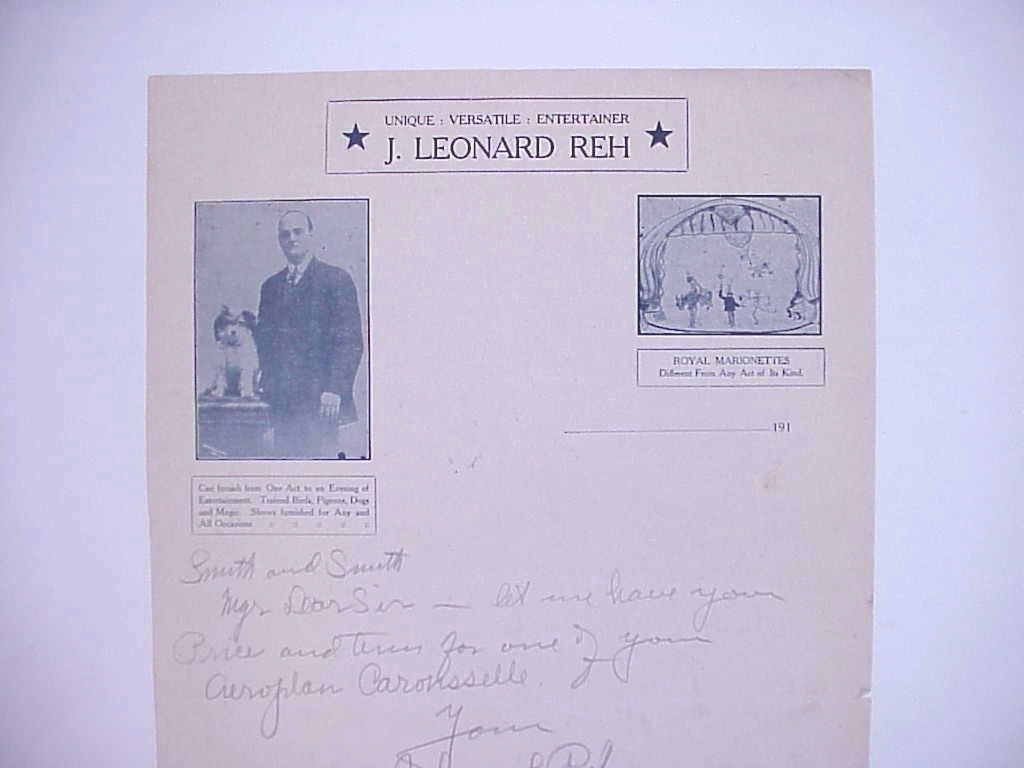 UNIQUE : VERSATILE : ENTERTAINER
J. LEONARD REH
ROYAL MARIONETTES
Different From Any Act of Its Kind.
191
Can furnish from One Act to an Evening of
Entertainment. Trained Birds, Pigeons, Dogs
and Magic. Shows furnished for Any and
All Occasions
Smith and Smith
Mgr Dear Sir — let me have your
Price and terms for one of your
Aeroplan Carousselle.
Your